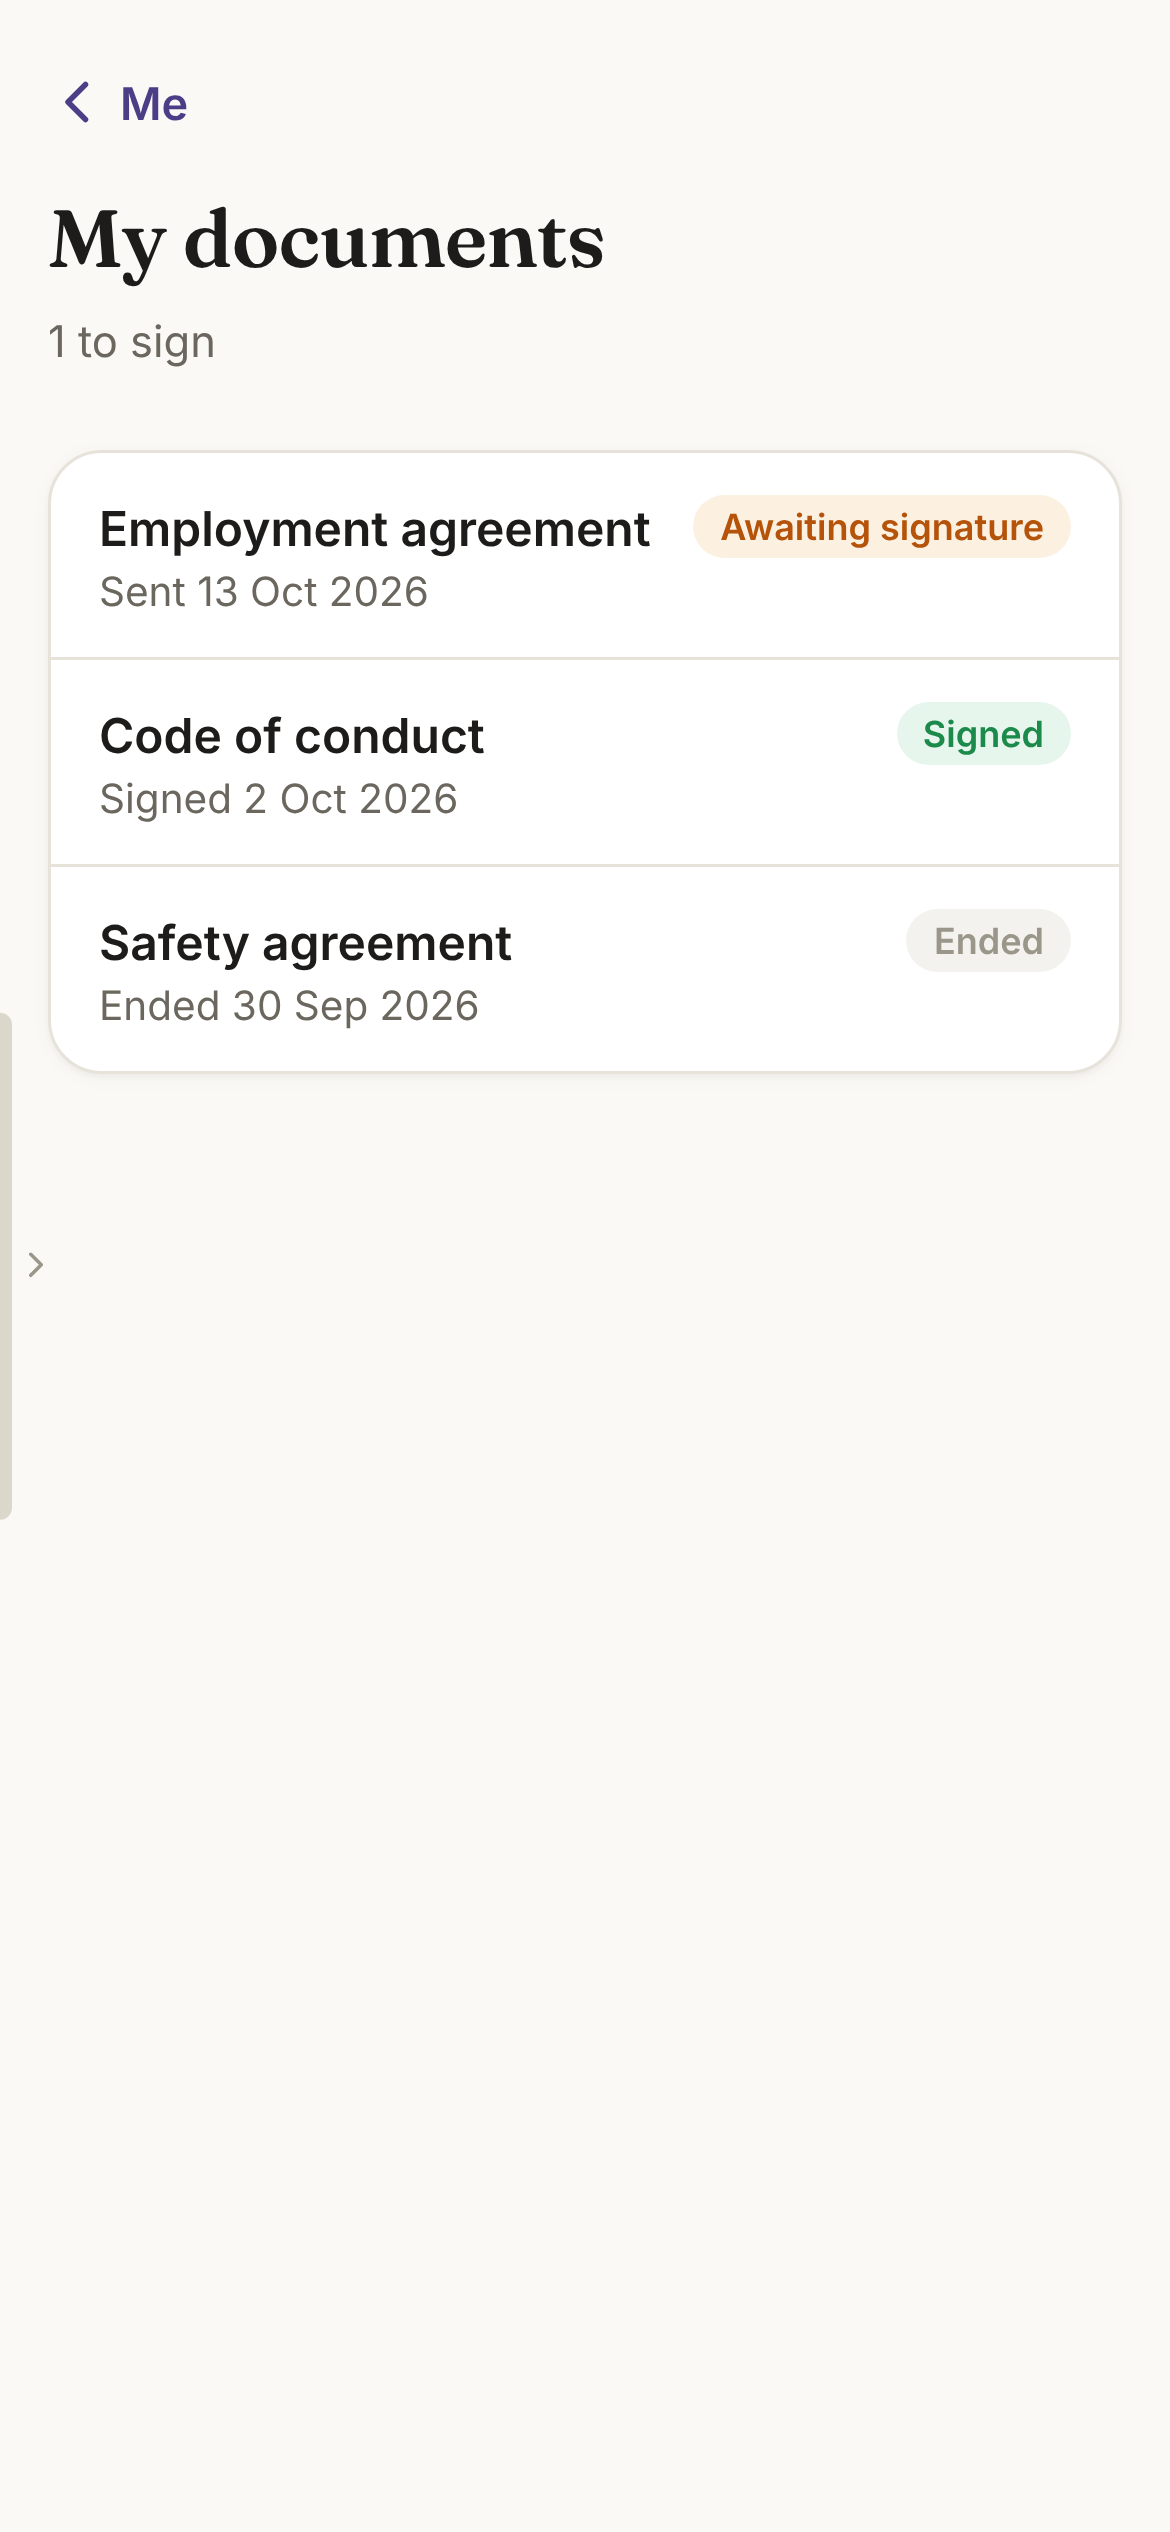 Me
My documents
1 to sign
Employment agreement
Awaiting signature
Sent 13 Oct 2026
Code of conduct
Signed
Signed 2 Oct 2026
Safety agreement
Ended
Ended 30 Sep 2026